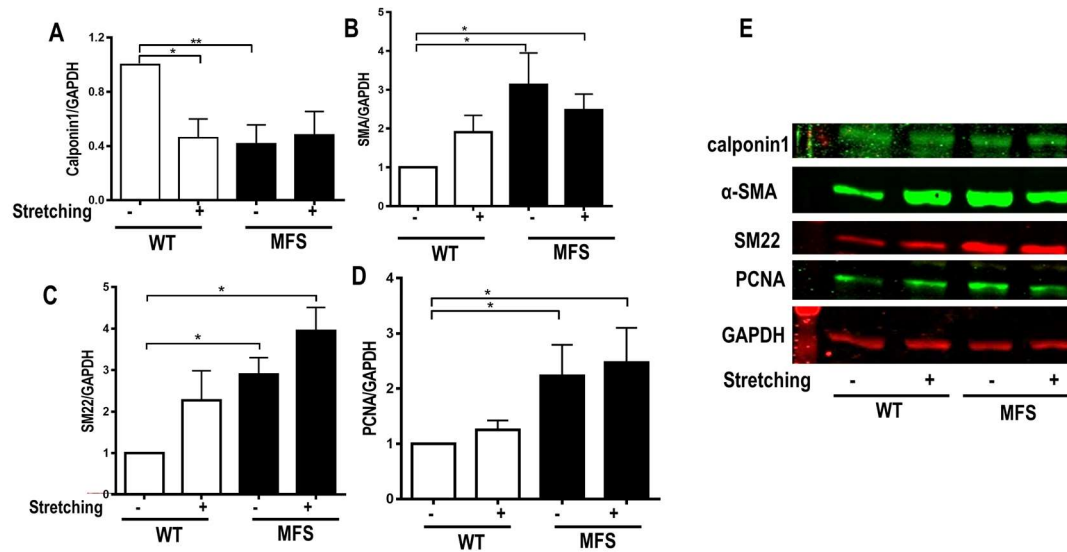 A
Calponin1/GAPDH
1.2
0.8
0.4
0.0
**
*
Stretching
- + - +
WT MFS
B
SMA/GAPDH
5
4
3
2
1
0
*
*
- + - +
WT MFS
C
SM22/GAPDH
5
4
3
2
1
0
*
*
Stretching
- + - +
WT MFS
D
PCNA/GAPDH
4
3
2
1
0
*
*
- + - +
WT MFS
E
calponin1
α-SMA
SM22
PCNA
GAPDH
Stretching - + - +
WT MFS